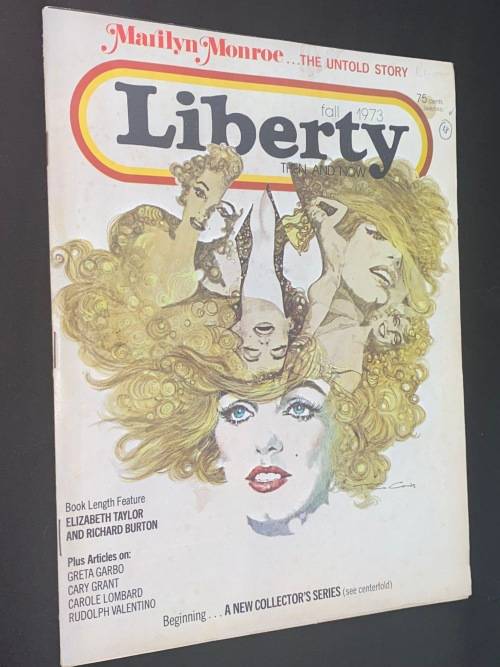 Marilyn Monroe ... THE UNTOLD STORY
75 cents
Liberty
fall 1973
THEN AND NOW
Book Length Feature
ELIZABETH TAYLOR
AND RICHARD BURTON
Plus Articles on:
GRETA GARBO
CARY GRANT
CAROLE LOMBARD
RUDOLPH VALENTINO
Beginning . . . A NEW COLLECTOR'S SERIES (see centerfold)